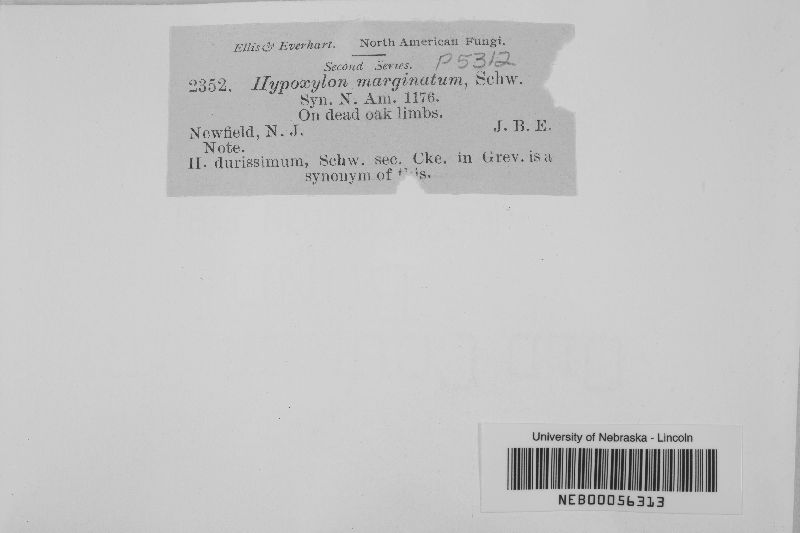 Ellis & Everhart. North American Fungi.
Second Series. P5312
2352. Hypoxylon marginatum, Schw.
Syn. N. Am. 1176.
On dead oak limbs.
Newfield, N. J. J. B. E.
Note.
H. durissimum, Schw. sec. Cke. in Grev. is a
synonym of this.
University of Nebraska - Lincoln
NEB00056313